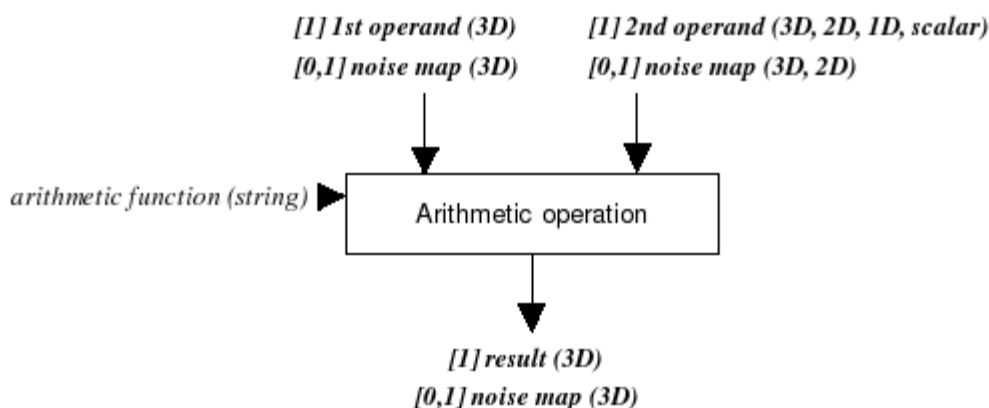 [1] 1st operand (3D)
[0,1] noise map (3D)
[1] 2nd operand (3D, 2D, 1D, scalar)
[0,1] noise map (3D, 2D)
arithmetic function (string)
Arithmetic operation
[1] result (3D)
[0,1] noise map (3D)